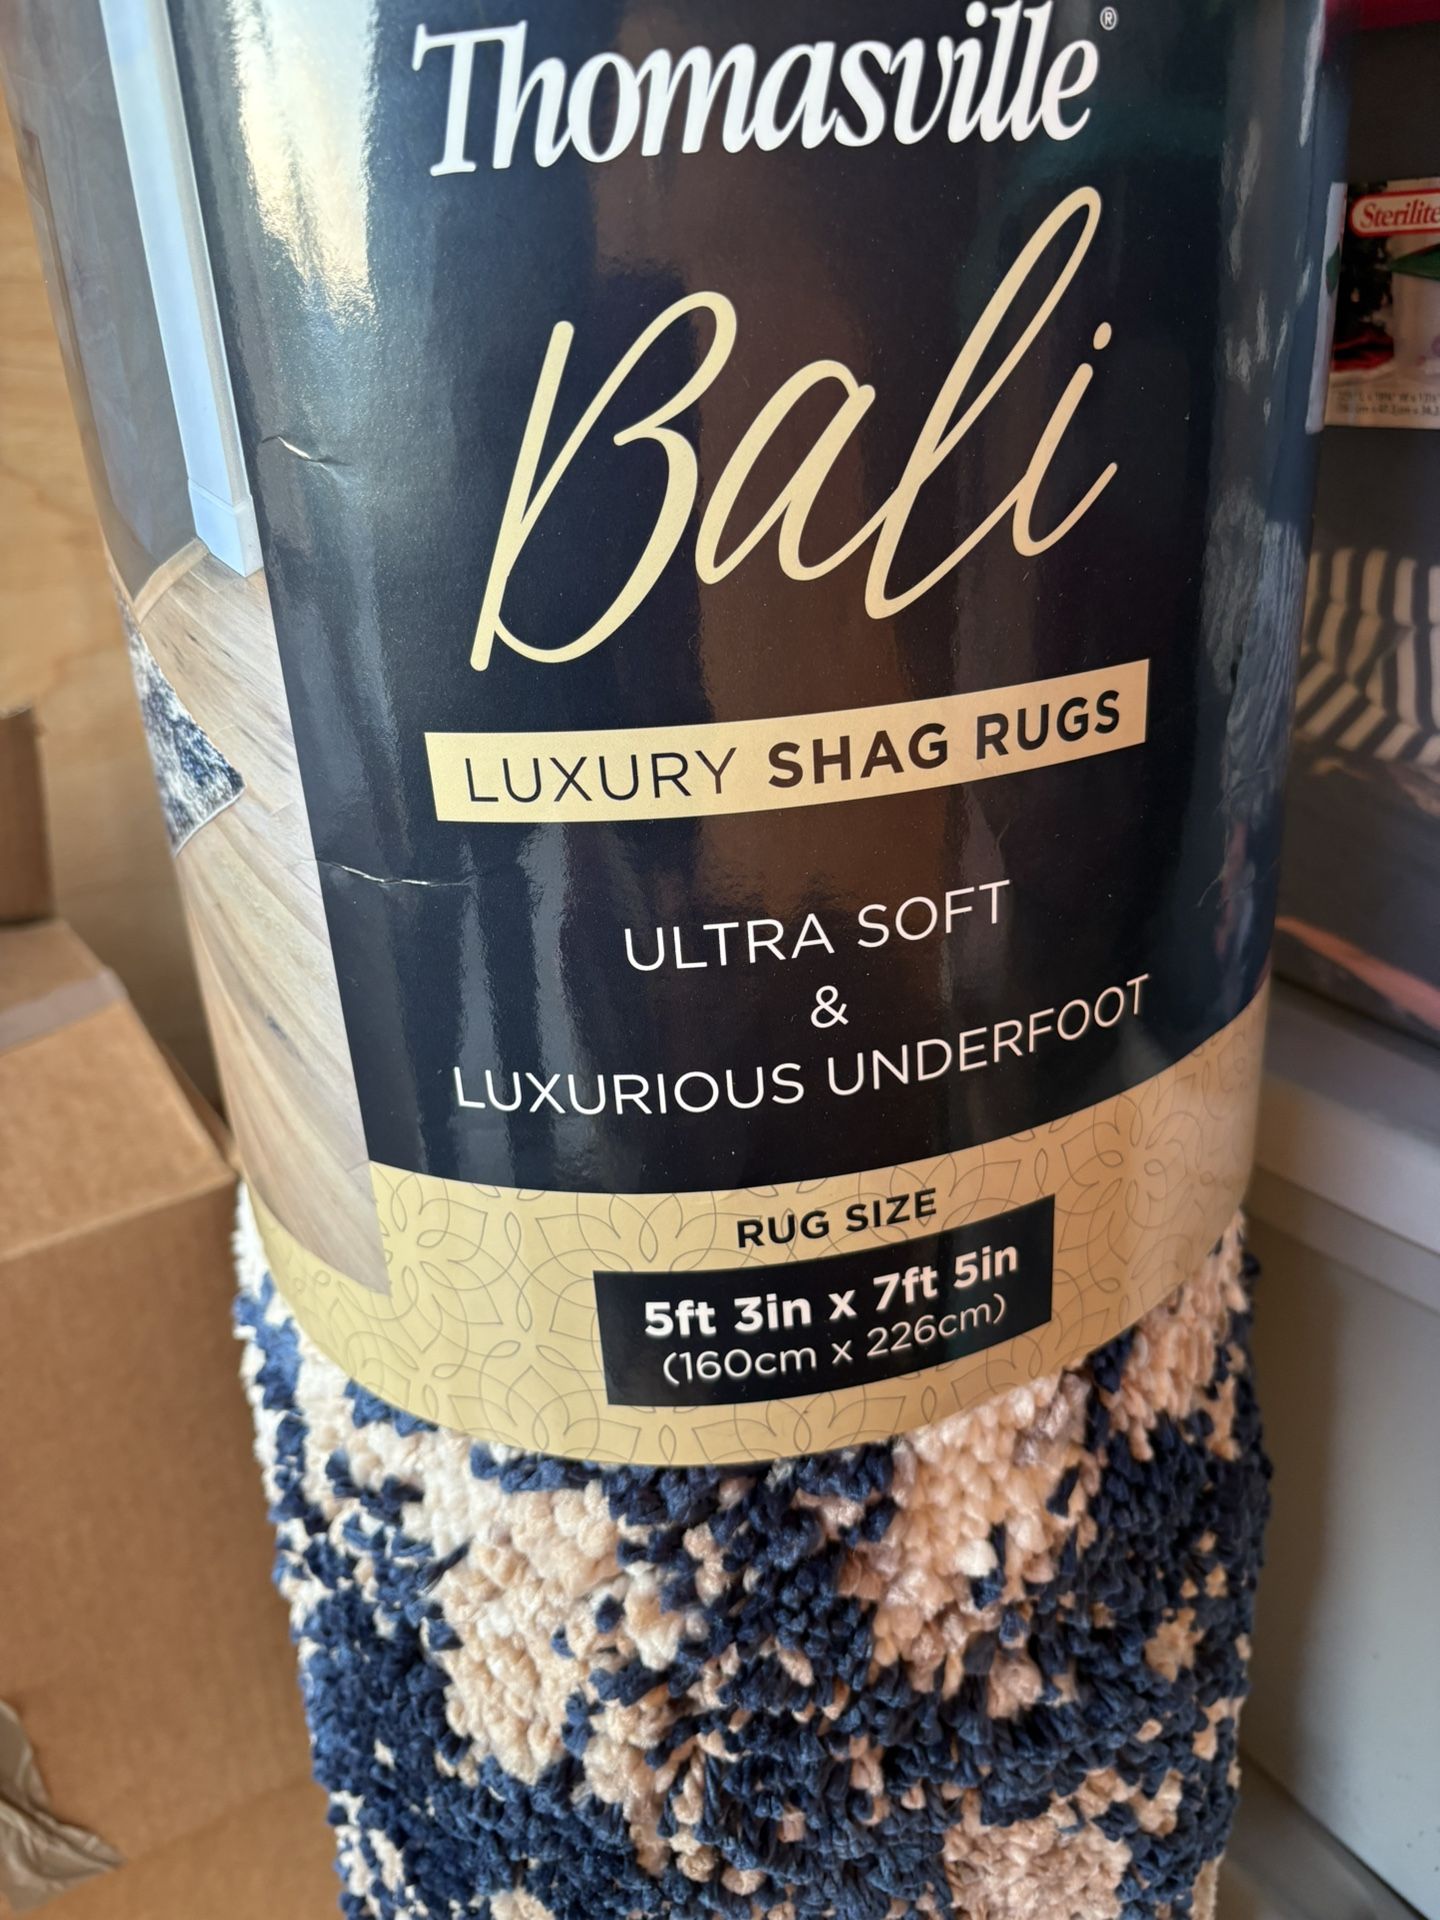 Thomasville®
Bali
LUXURY SHAG RUGS
ULTRA SOFT
&
LUXURIOUS UNDERFOOT
RUG SIZE
5ft 3in x 7ft 5in
(160cm x 226cm)
Sterilite